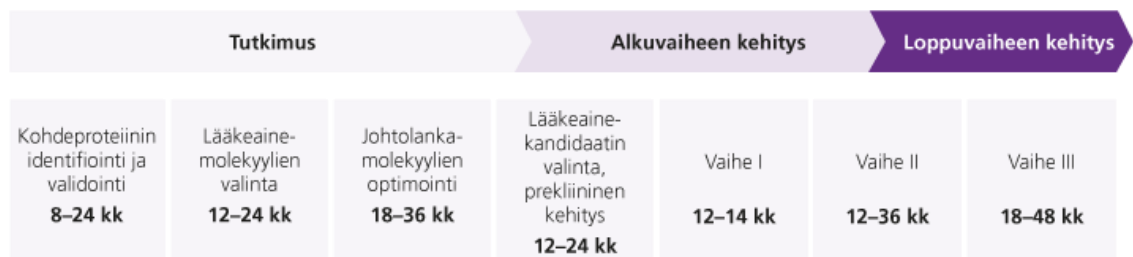 Tutkimus
Alkuvaiheen kehitys
Loppuvaiheen kehitys
Kohdeproteiinin
identifiointi ja
validointi
8–24 kk
Lääkeaine-
molekyylien
valinta
12–24 kk
Johtolanka-
molekyylien
optimointi
18–36 kk
Lääkeaine-
kandidaatin
valinta,
prekliininen
kehitys
12–24 kk
Vaihe I
12–14 kk
Vaihe II
12–36 kk
Vaihe III
18–48 kk